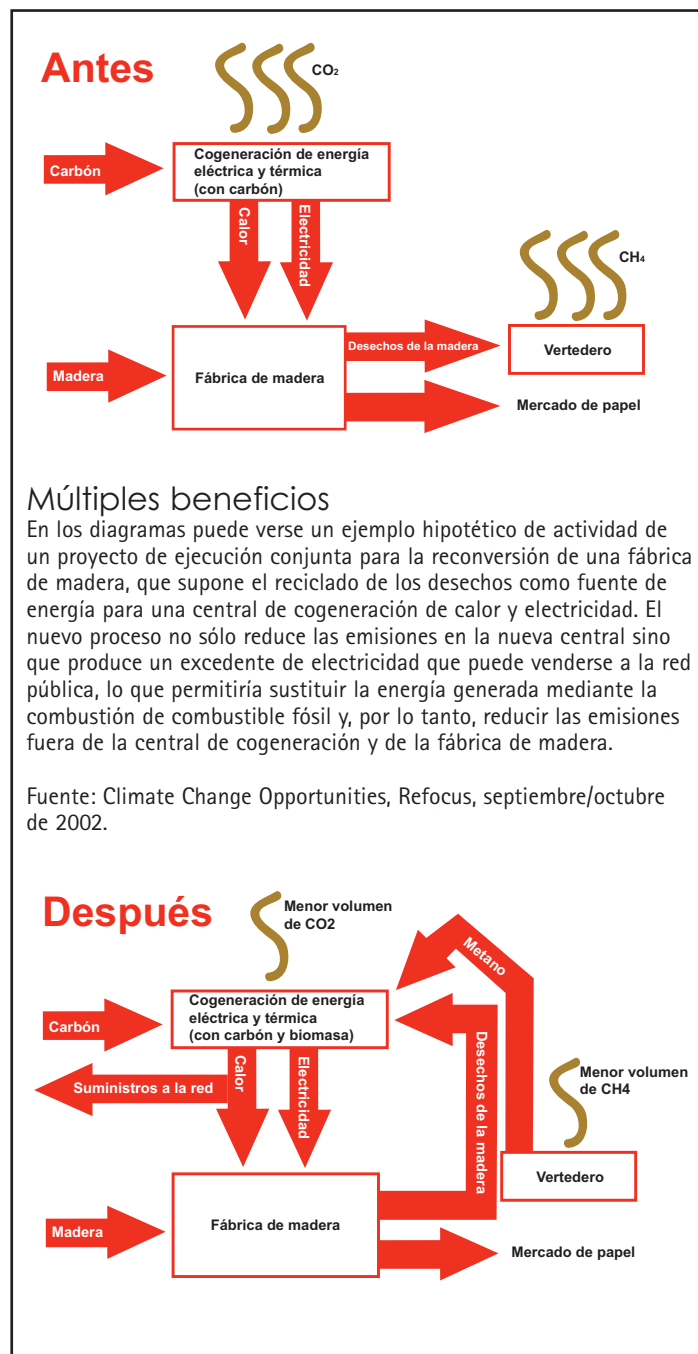 Antes
CO₂
Carbón
Cogeneración de energía
eléctrica y térmica
(con carbón)
Calor
Electricidad
CH₄
Madera
Fábrica de madera
Desechos de la madera
Vertedero
Mercado de papel
Múltiples beneficios
En los diagramas puede verse un ejemplo hipotético de actividad de
un proyecto de ejecución conjunta para la reconversión de una fábrica
de madera, que supone el reciclado de los desechos como fuente de
energía para una central de cogeneración de calor y electricidad. El
nuevo proceso no sólo reduce las emisiones en la nueva central sino
que produce un excedente de electricidad que puede venderse a la red
pública, lo que permitiría sustituir la energía generada mediante la
combustión de combustible fósil y, por lo tanto, reducir las emisiones
fuera de la central de cogeneración y de la fábrica de madera.
Fuente: Climate Change Opportunities, Refocus, septiembre/octubre
de 2002.
Después
Menor volumen
de CO2
Metano
Carbón
Cogeneración de energía
eléctrica y térmica
(con carbón y biomasa)
Suministros a la red
Calor
Electricidad
Desechos de la madera
Menor volumen
de CH4
Vertedero
Madera
Fábrica de madera
Mercado de papel